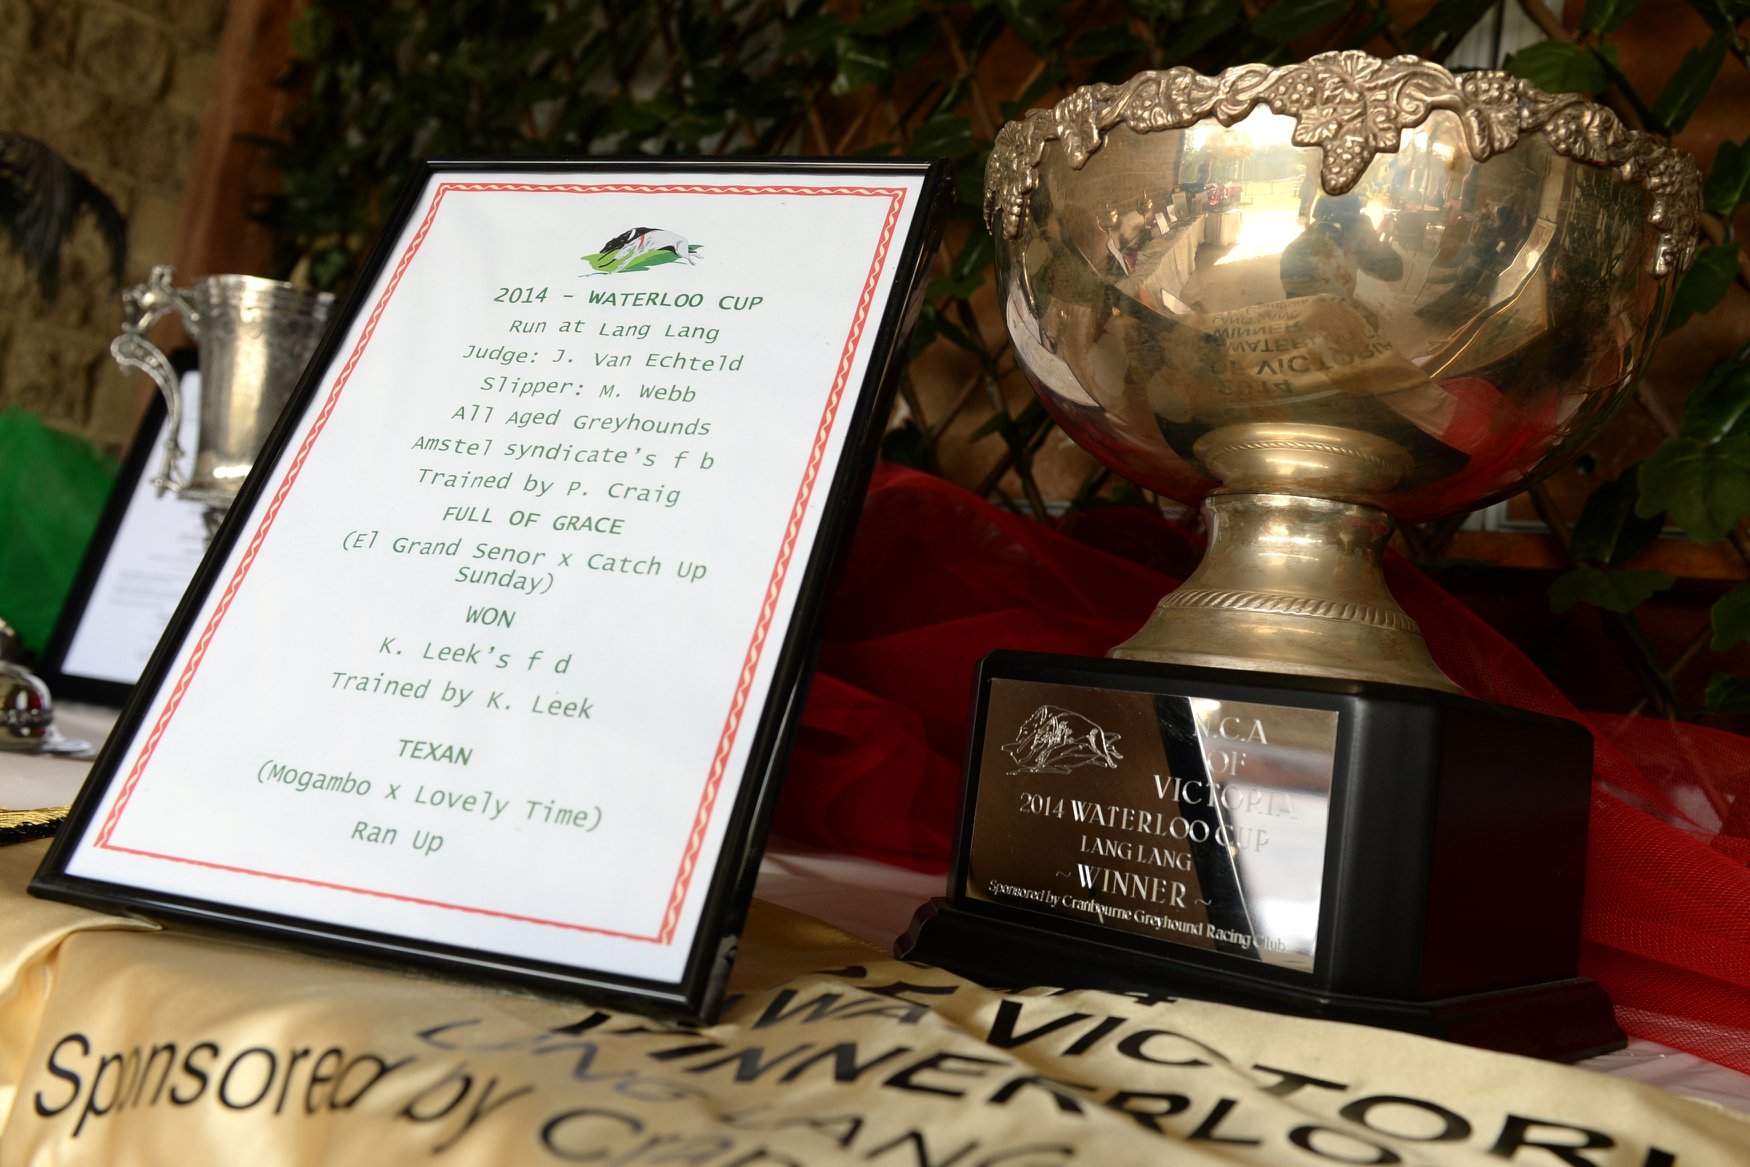 2014 - WATERLOO CUP
Run at Lang Lang
Judge: J. Van Echteld
Slipper: M. Webb
All Aged Greyhounds
Amstel syndicate's f b
Trained by P. Craig
FULL OF GRACE
(El Grand Senor x Catch Up
Sunday)
WON
K. Leek's f d
Trained by K. Leek
TEXAN
(Mogambo x Lovely Time)
Ran Up
N.C.A
OF
VICTORIA
2014 WATERLOO CUP
LANG LANG
~ WINNER ~
Sponsored by Cranbourne Greyhound Racing Club
VICTORI
WINNER
LANG LANG
Sponsored by Cra